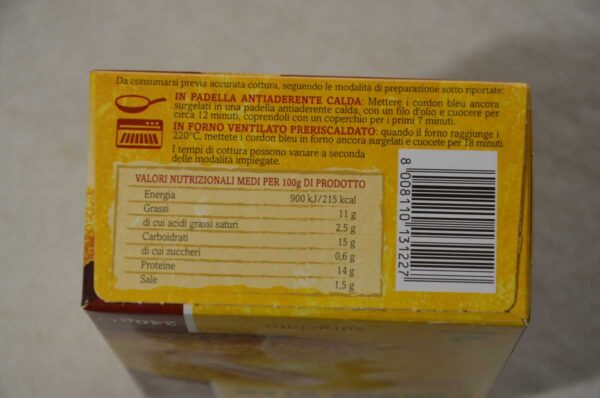 Da consumarsi previa accurata cottura, seguendo le modalità di preparazione sotto riportate:
IN PADELLA ANTIADERENTE CALDA: Mettere i cordon bleu ancora
surgelati in una padella antiaderente calda, con un filo d'olio e cuocere per
circa 12 minuti, coprendoli con un coperchio per i primi 7 minuti.
IN FORNO VENTILATO PRERISCALDATO: quando il forno raggiunge i
220°C, mettete i cordon bleu in forno ancora surgelati e cuocete per 18 minuti.
I tempi di cottura possono variare a seconda
delle modalità impiegate.
VALORI NUTRIZIONALI MEDI PER 100g DI PRODOTTO
Energia 900 kJ/215 kcal
Grassi 11 g
di cui acidi grassi saturi 2,5 g
Carboidrati 15 g
di cui zuccheri 0,6 g
Proteine 14 g
Sale 1,5 g
8 008110 131227
240g
surgelato